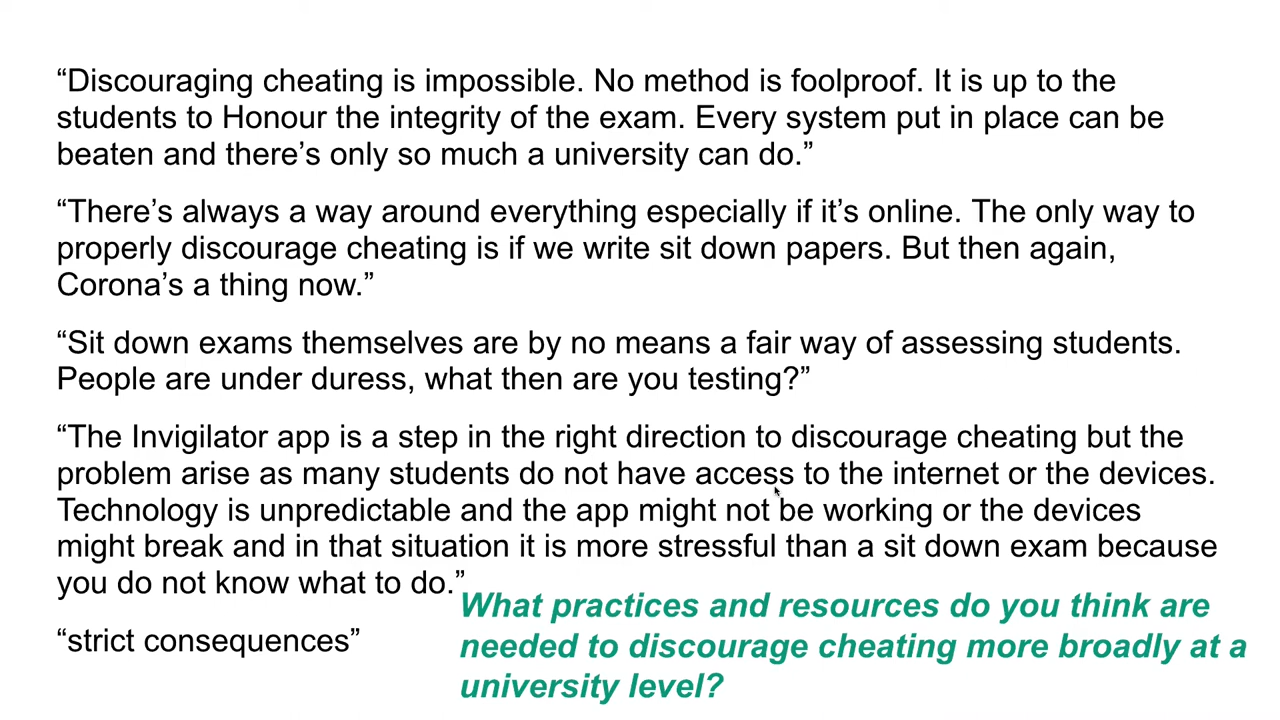 “Discouraging cheating is impossible. No method is foolproof. It is up to the
students to Honour the integrity of the exam. Every system put in place can be
beaten and there’s only so much a university can do.”
“There’s always a way around everything especially if it’s online. The only way to
properly discourage cheating is if we write sit down papers. But then again,
Corona’s a thing now.”
“Sit down exams themselves are by no means a fair way of assessing students.
People are under duress, what then are you testing?”
“The Invigilator app is a step in the right direction to discourage cheating but the
problem arise as many students do not have access to the internet or the devices.
Technology is unpredictable and the app might not be working or the devices
might break and in that situation it is more stressful than a sit down exam because
you do not know what to do.”
“strict consequences”
What practices and resources do you think are
needed to discourage cheating more broadly at a
university level?